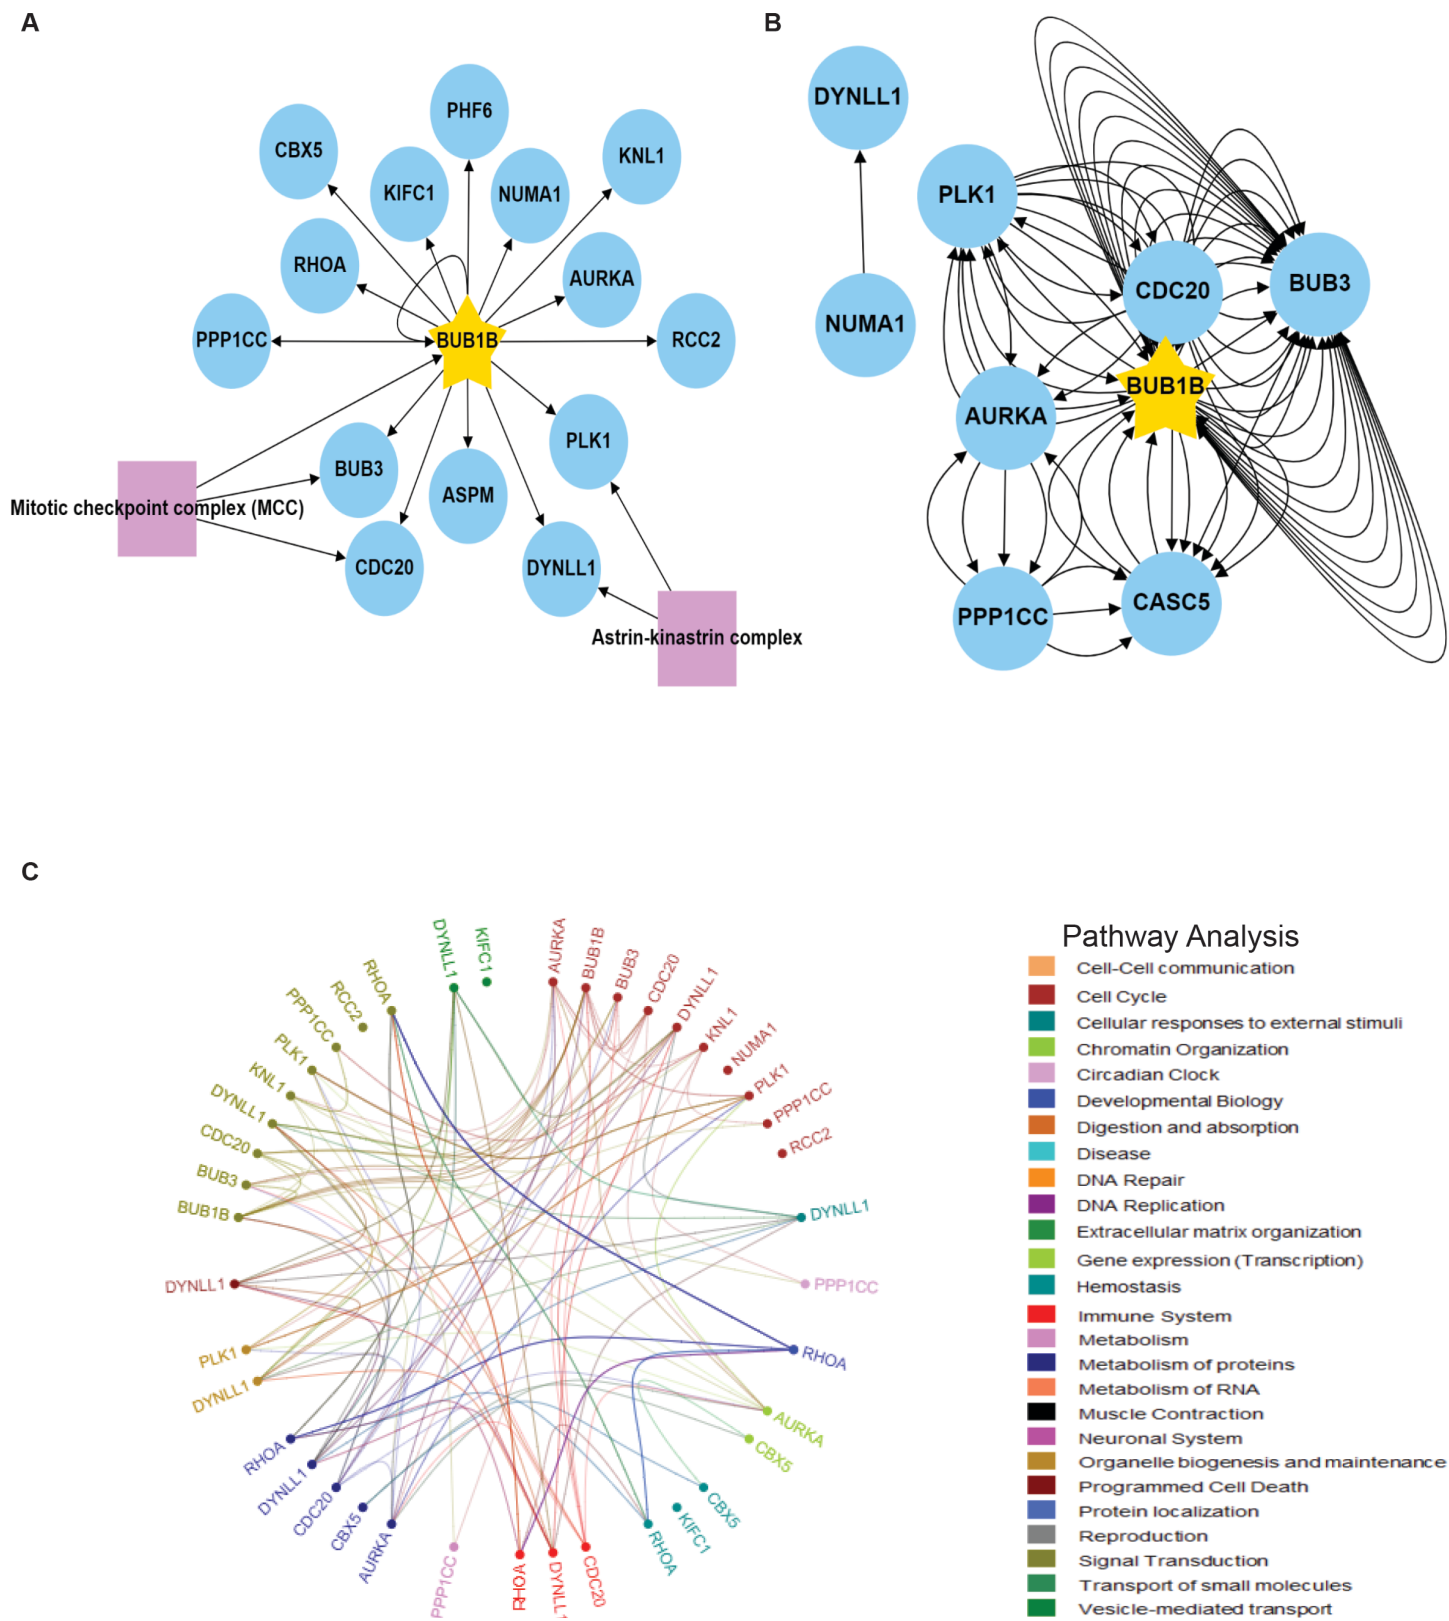 A
PHF6
CBX5
KNL1
KIFC1
NUMA1
RHOA
AURKA
PPP1CC
BUB1B
RCC2
PLK1
BUB3
ASPM
Mitotic checkpoint complex (MCC)
CDC20
DYNLL1
Astrin-kinastrin complex
B
DYNLL1
PLK1
CDC20
BUB3
NUMA1
BUB1B
AURKA
CASC5
PPP1CC
C
DYNLL1
KIFC1
AURKA
BUB1B
BUB3
CDC20
DYNLL1
KNL1
NUMA1
PLK1
PPP1CC
RCC2
DYNLL1
PPP1CC
RHOA
AURKA
CBX5
CBX5
KIFC1
RHOA
CDC20
DYNLL1
RHOA
PPP1CC
AURKA
CBX5
CDC20
DYNLL1
RHOA
DYNLL1
PLK1
DYNLL1
BUB1B
BUB3
CDC20
DYNLL1
KNL1
PLK1
PPP1CC
RCC2
RHOA
Pathway Analysis
Cell-Cell communication
Cell Cycle
Cellular responses to external stimuli
Chromatin Organization
Circadian Clock
Developmental Biology
Digestion and absorption
Disease
DNA Repair
DNA Replication
Extracellular matrix organization
Gene expression (Transcription)
Hemostasis
Immune System
Metabolism
Metabolism of proteins
Metabolism of RNA
Muscle Contraction
Neuronal System
Organelle biogenesis and maintenance
Programmed Cell Death
Protein localization
Reproduction
Signal Transduction
Transport of small molecules
Vesicle-mediated transport